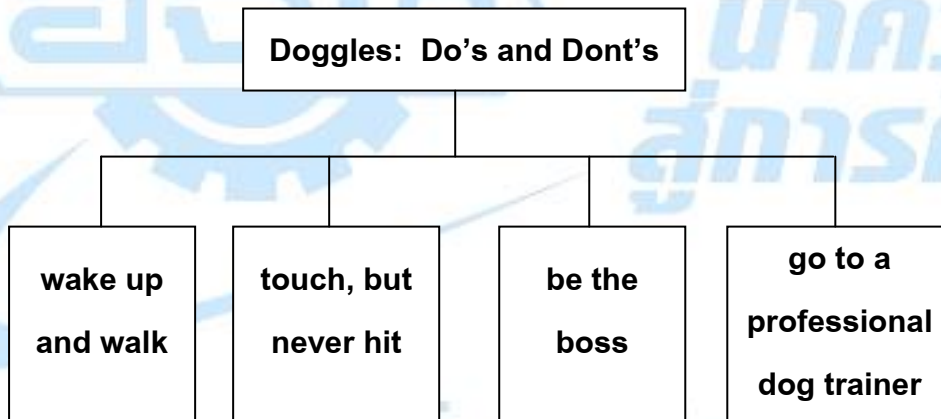 Doggles: Do's and Dont's
wake up
and walk
touch, but
never hit
be the
boss
go to a
professional
dog trainer